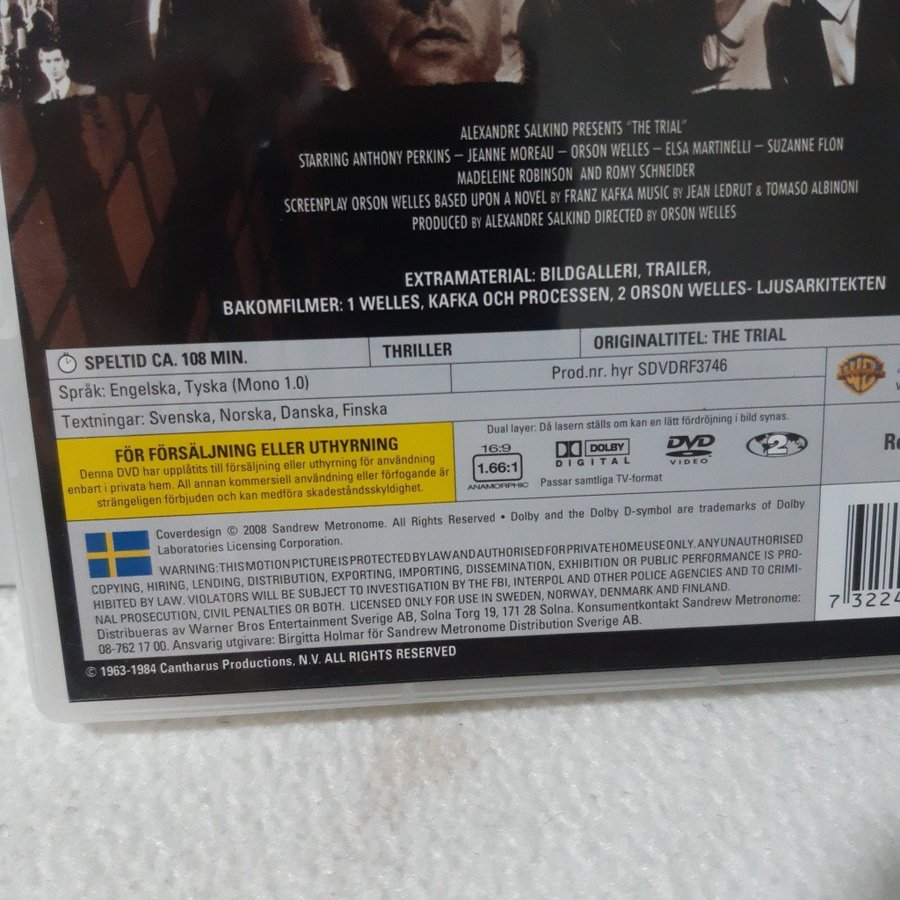 ALEXANDRE SALKIND PRESENTS "THE TRIAL"
STARRING ANTHONY PERKINS – JEANNE MOREAU – ORSON WELLES – ELSA MARTINELLI – SUZANNE FLON
MADELEINE ROBINSON AND ROMY SCHNEIDER
SCREENPLAY ORSON WELLES BASED UPON A NOVEL BY FRANZ KAFKA MUSIC BY JEAN LEDRUT & TOMASO ALBINONI
PRODUCED BY ALEXANDRE SALKIND DIRECTED BY ORSON WELLES
EXTRAMATERIAL: BILDGALLERI, TRAILER,
BAKOMFILMER: 1 WELLES, KAFKA OCH PROCESSEN, 2 ORSON WELLES- LJUSARKITEKTEN
SPELTID CA. 108 MIN.
THRILLER
ORIGINALTITEL: THE TRIAL
Språk: Engelska, Tyska (Mono 1.0)
Prod.nr. hyr SDVDRF3746
Textningar: Svenska, Norska, Danska, Finska
FÖR FÖRSÄLJNING ELLER UTHYRNING
Denna DVD har upplåtits till försäljning eller uthyrning för användning
enbart i privata hem. All annan kommersiell användning eller förfogande är
strängeligen förbjuden och kan medföra skadeståndsskyldighet.
Dual layer: Då lasern ställs om kan en lätt fördröjning i bild synas.
16:9
1.66:1
ANAMORPHIC
DOLBY
DIGITAL
DVD
VIDEO
2
Passar samtliga TV-format
WB
Coverdesign © 2008 Sandrew Metronome. All Rights Reserved • Dolby and the Dolby D-symbol are trademarks of Dolby
Laboratories Licensing Corporation.
WARNING: THIS MOTION PICTURE IS PROTECTED BY LAW AND AUTHORISED FOR PRIVATE HOME USE ONLY. ANY UNAUTHORISED
COPYING, HIRING, LENDING, DISTRIBUTION, EXPORTING, IMPORTING, DISSEMINATION, EXHIBITION OR PUBLIC PERFORMANCE IS PRO-
HIBITED BY LAW. VIOLATORS WILL BE SUBJECT TO INVESTIGATION BY THE FBI, INTERPOL AND OTHER POLICE AGENCIES AND TO CRIMI-
NAL PROSECUTION, CIVIL PENALTIES OR BOTH. LICENSED ONLY FOR USE IN SWEDEN, NORWAY, DENMARK AND FINLAND.
Distribueras av Warner Bros Entertainment Sverige AB, Solna Torg 19, 171 28 Solna. Konsumentkontakt Sandrew Metronome:
08-762 17 00. Ansvarig utgivare: Birgitta Holmar för Sandrew Metronome Distribution Sverige AB.
7 3224
© 1963-1984 Cantharus Productions, N.V. ALL RIGHTS RESERVED